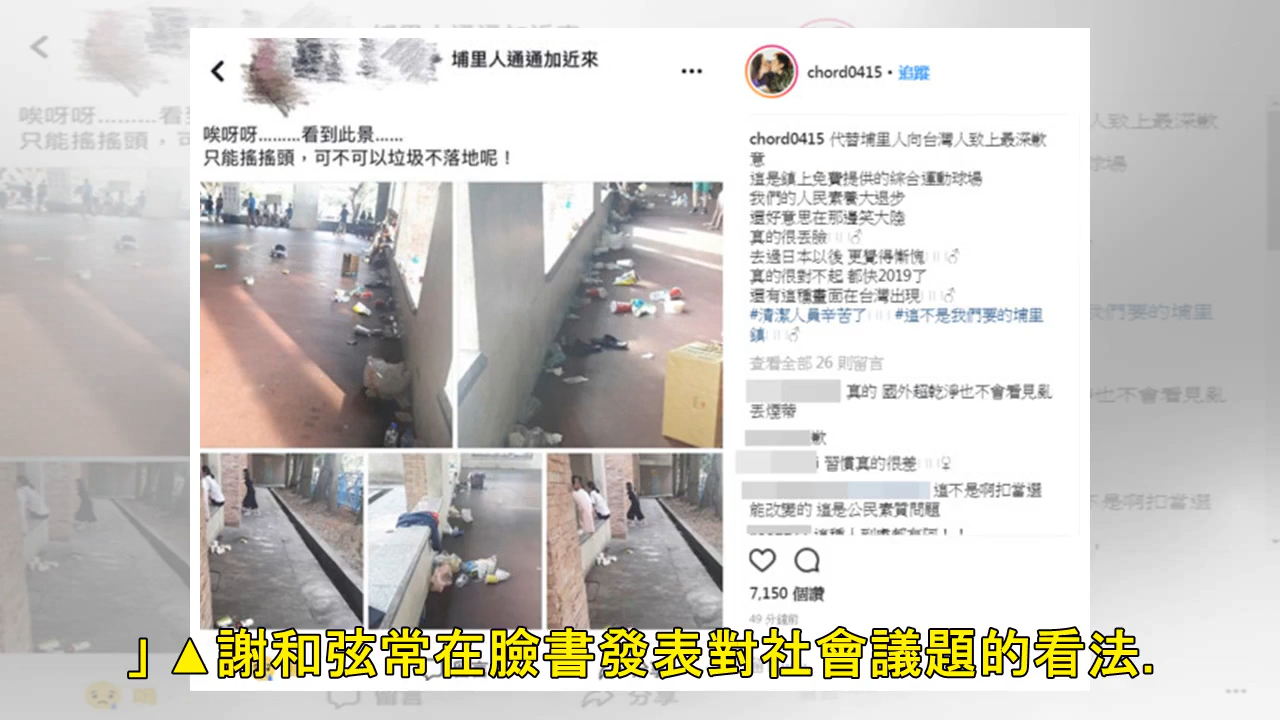 埔里人通通加近來
唉呀呀.........看到此景......
只能搖搖頭，可不可以垃圾不落地呢！
chord0415 • 追蹤
chord0415 代替埔里人向台灣人致上最深歉
意
這是鎮上免費提供的綜合運動球場
我們的人民素養大退步
還好意思在那邊笑大陸
真的很丟臉
去過日本以後 更覺得慚愧
真的很對不起 都快2019了
還有這種畫面在台灣出現
#清潔人員辛苦了 #這不是我們要的埔里
鎮
查看全部 26 則留言
真的 國外超乾淨也不會看見亂
丟煙蒂
歉
習慣真的很差
這不是啊扣當選
能改變的 這是公民素質問題
7,150 個讚
49 分鐘前
」▲謝和弦常在臉書發表對社會議題的看法.
留言
分享